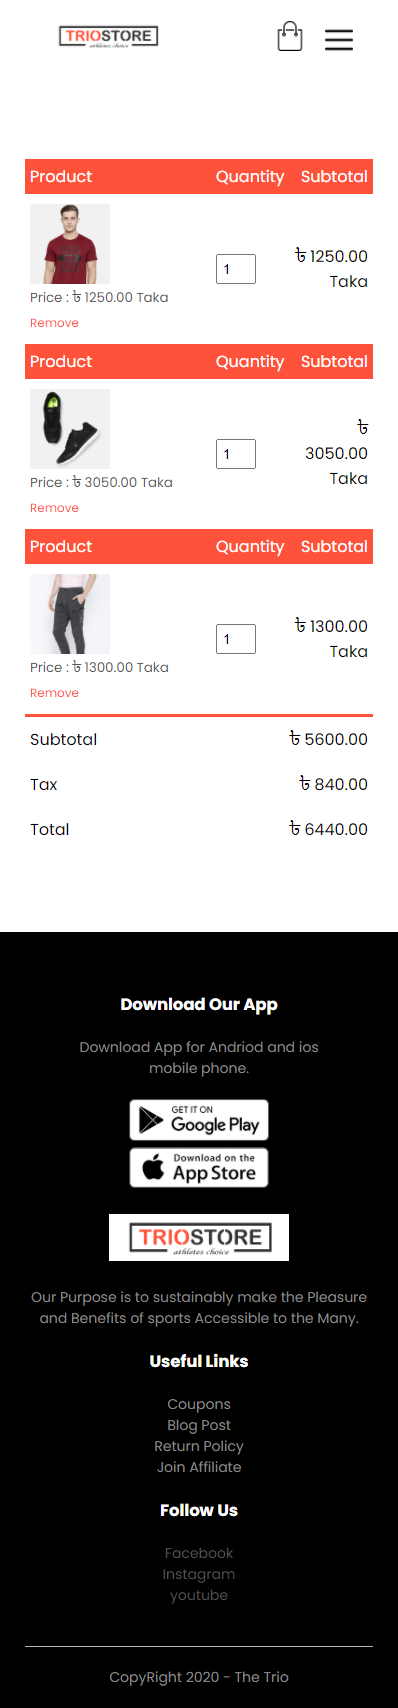 TRIOSTORE
athletes choice
Product Quantity Subtotal
1
৳ 1250.00
Taka
Price : ৳ 1250.00 Taka
Remove
Product Quantity Subtotal
1
৳
3050.00
Taka
Price : ৳ 3050.00 Taka
Remove
Product Quantity Subtotal
1
৳ 1300.00
Taka
Price : ৳ 1300.00 Taka
Remove
Subtotal ৳ 5600.00
Tax ৳ 840.00
Total ৳ 6440.00
Download Our App
Download App for Andriod and ios
mobile phone.
GET IT ON
Google Play
Download on the
App Store
TRIOSTORE
athletes choice
Our Purpose is to sustainably make the Pleasure
and Benefits of sports Accessible to the Many.
Useful Links
Coupons
Blog Post
Return Policy
Join Affiliate
Follow Us
Facebook
Instagram
youtube
CopyRight 2020 - The Trio